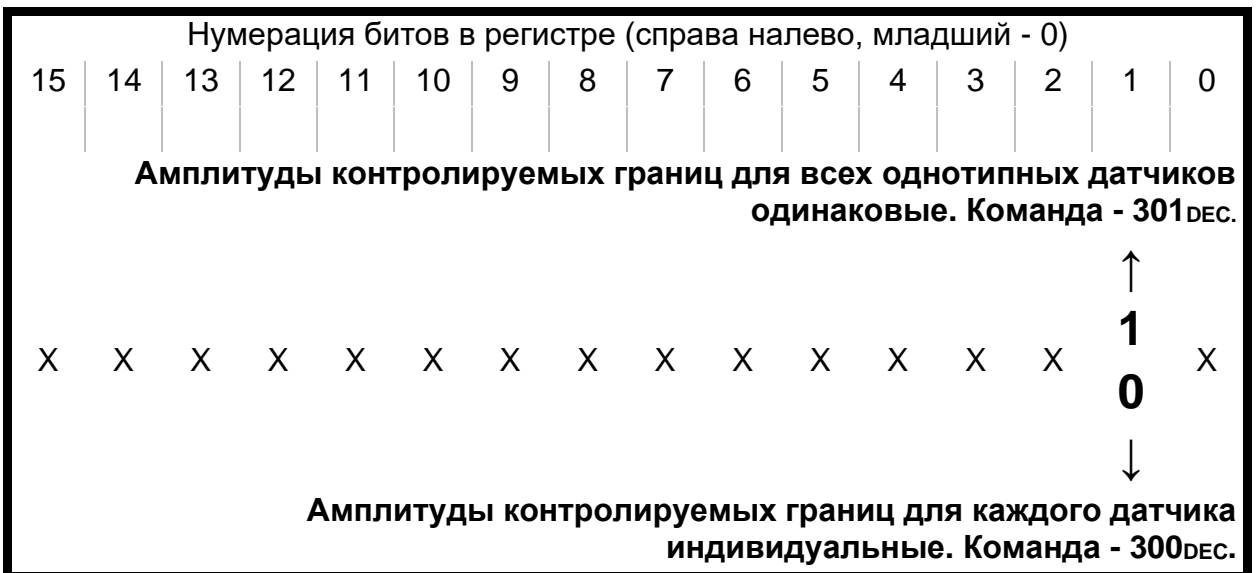 Нумерация битов в регистре (справа налево, младший - 0)
15 14 13 12 11 10 9 8 7 6 5 4 3 2 1 0
Амплитуды контролируемых границ для всех однотипных датчиков
одинаковые. Команда - 301DEC.
↑
1
X X X X X X X X X X X X X X X
0
↓
Амплитуды контролируемых границ для каждого датчика
индивидуальные. Команда - 300DEC.